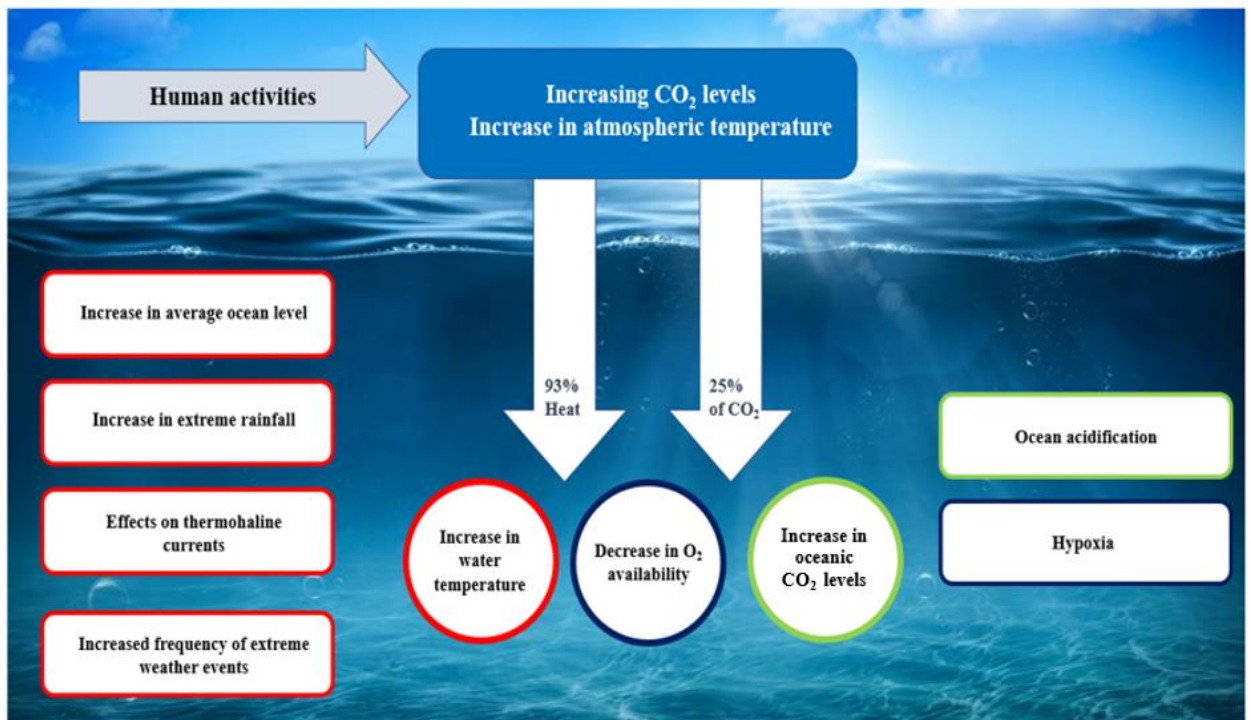 Human activities
Increasing CO₂ levels
Increase in atmospheric temperature
93%
Heat
25%
of CO₂
Increase in average ocean level
Increase in extreme rainfall
Effects on thermohaline
currents
Increased frequency of extreme
weather events
Increase in
water
temperature
Decrease in O₂
availability
Increase in
oceanic
CO₂ levels
Ocean acidification
Hypoxia